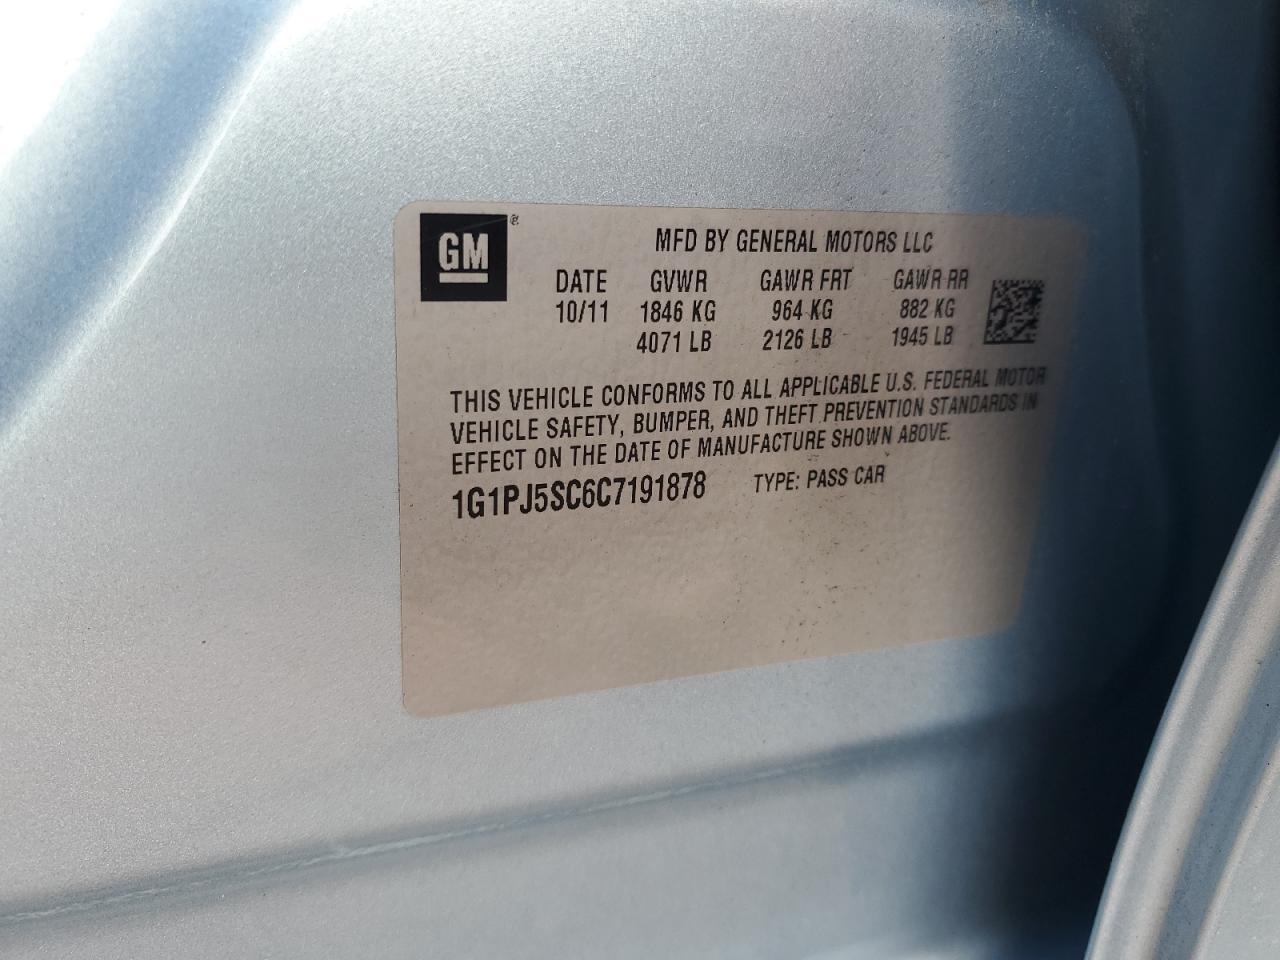 GM®
MFD BY GENERAL MOTORS LLC
DATE GVWR GAWR FRT GAWR RR
10/11 1846 KG 964 KG 882 KG
4071 LB 2126 LB 1945 LB
THIS VEHICLE CONFORMS TO ALL APPLICABLE U.S. FEDERAL MOTOR
VEHICLE SAFETY, BUMPER, AND THEFT PREVENTION STANDARDS IN
EFFECT ON THE DATE OF MANUFACTURE SHOWN ABOVE.
1G1PJ5SC6C7191878 TYPE: PASS CAR